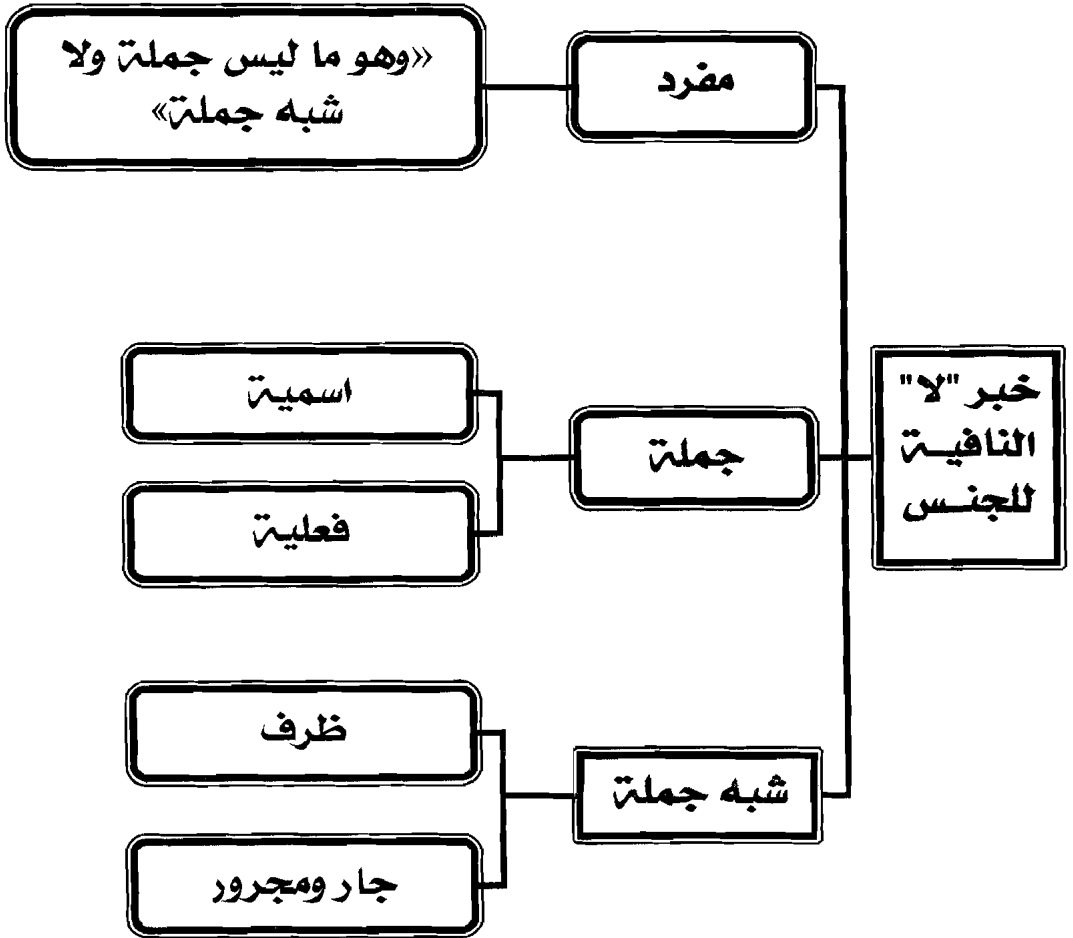 خبر "لا"
النافية
للجنس
مفرد
«وهو ما ليس جملة ولا
شبه جملة»
جملة
اسمية
فعلية
شبه جملة
ظرف
جار ومجرور